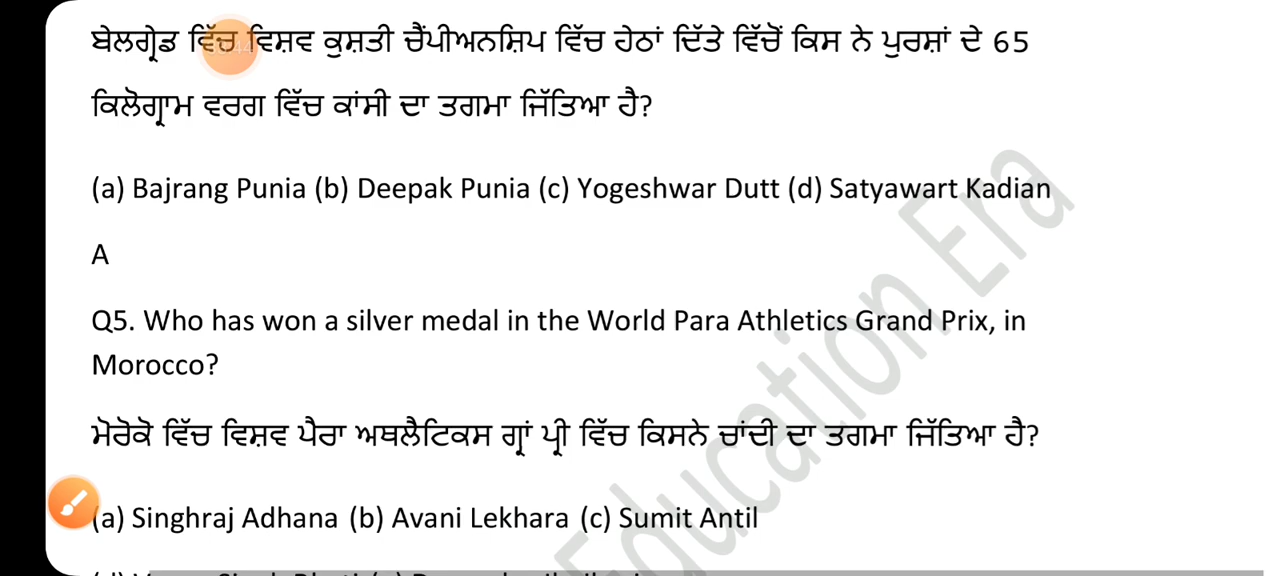 ਬੇਲਗ੍ਰੇਡ ਵਿੱਚ ਵਿਸ਼ਵ ਕੁਸ਼ਤੀ ਚੈਂਪੀਅਨਸ਼ਿਪ ਵਿੱਚ ਹੇਠਾਂ ਦਿੱਤੇ ਵਿੱਚੋਂ ਕਿਸ ਨੇ ਪੁਰਸ਼ਾਂ ਦੇ 65
ਕਿਲੋਗ੍ਰਾਮ ਵਰਗ ਵਿੱਚ ਕਾਂਸੀ ਦਾ ਤਗਮਾ ਜਿੱਤਿਆ ਹੈ?
(a) Bajrang Punia (b) Deepak Punia (c) Yogeshwar Dutt (d) Satyawart Kadian
A
Q5. Who has won a silver medal in the World Para Athletics Grand Prix, in
Morocco?
ਮੋਰੋਕੋ ਵਿੱਚ ਵਿਸ਼ਵ ਪੈਰਾ ਅਥਲੈਟਿਕਸ ਗ੍ਰਾਂ ਪ੍ਰੀ ਵਿੱਚ ਕਿਸਨੇ ਚਾਂਦੀ ਦਾ ਤਗਮਾ ਜਿੱਤਿਆ ਹੈ?
(a) Singhraj Adhana (b) Avani Lekhara (c) Sumit Antil
Education Era